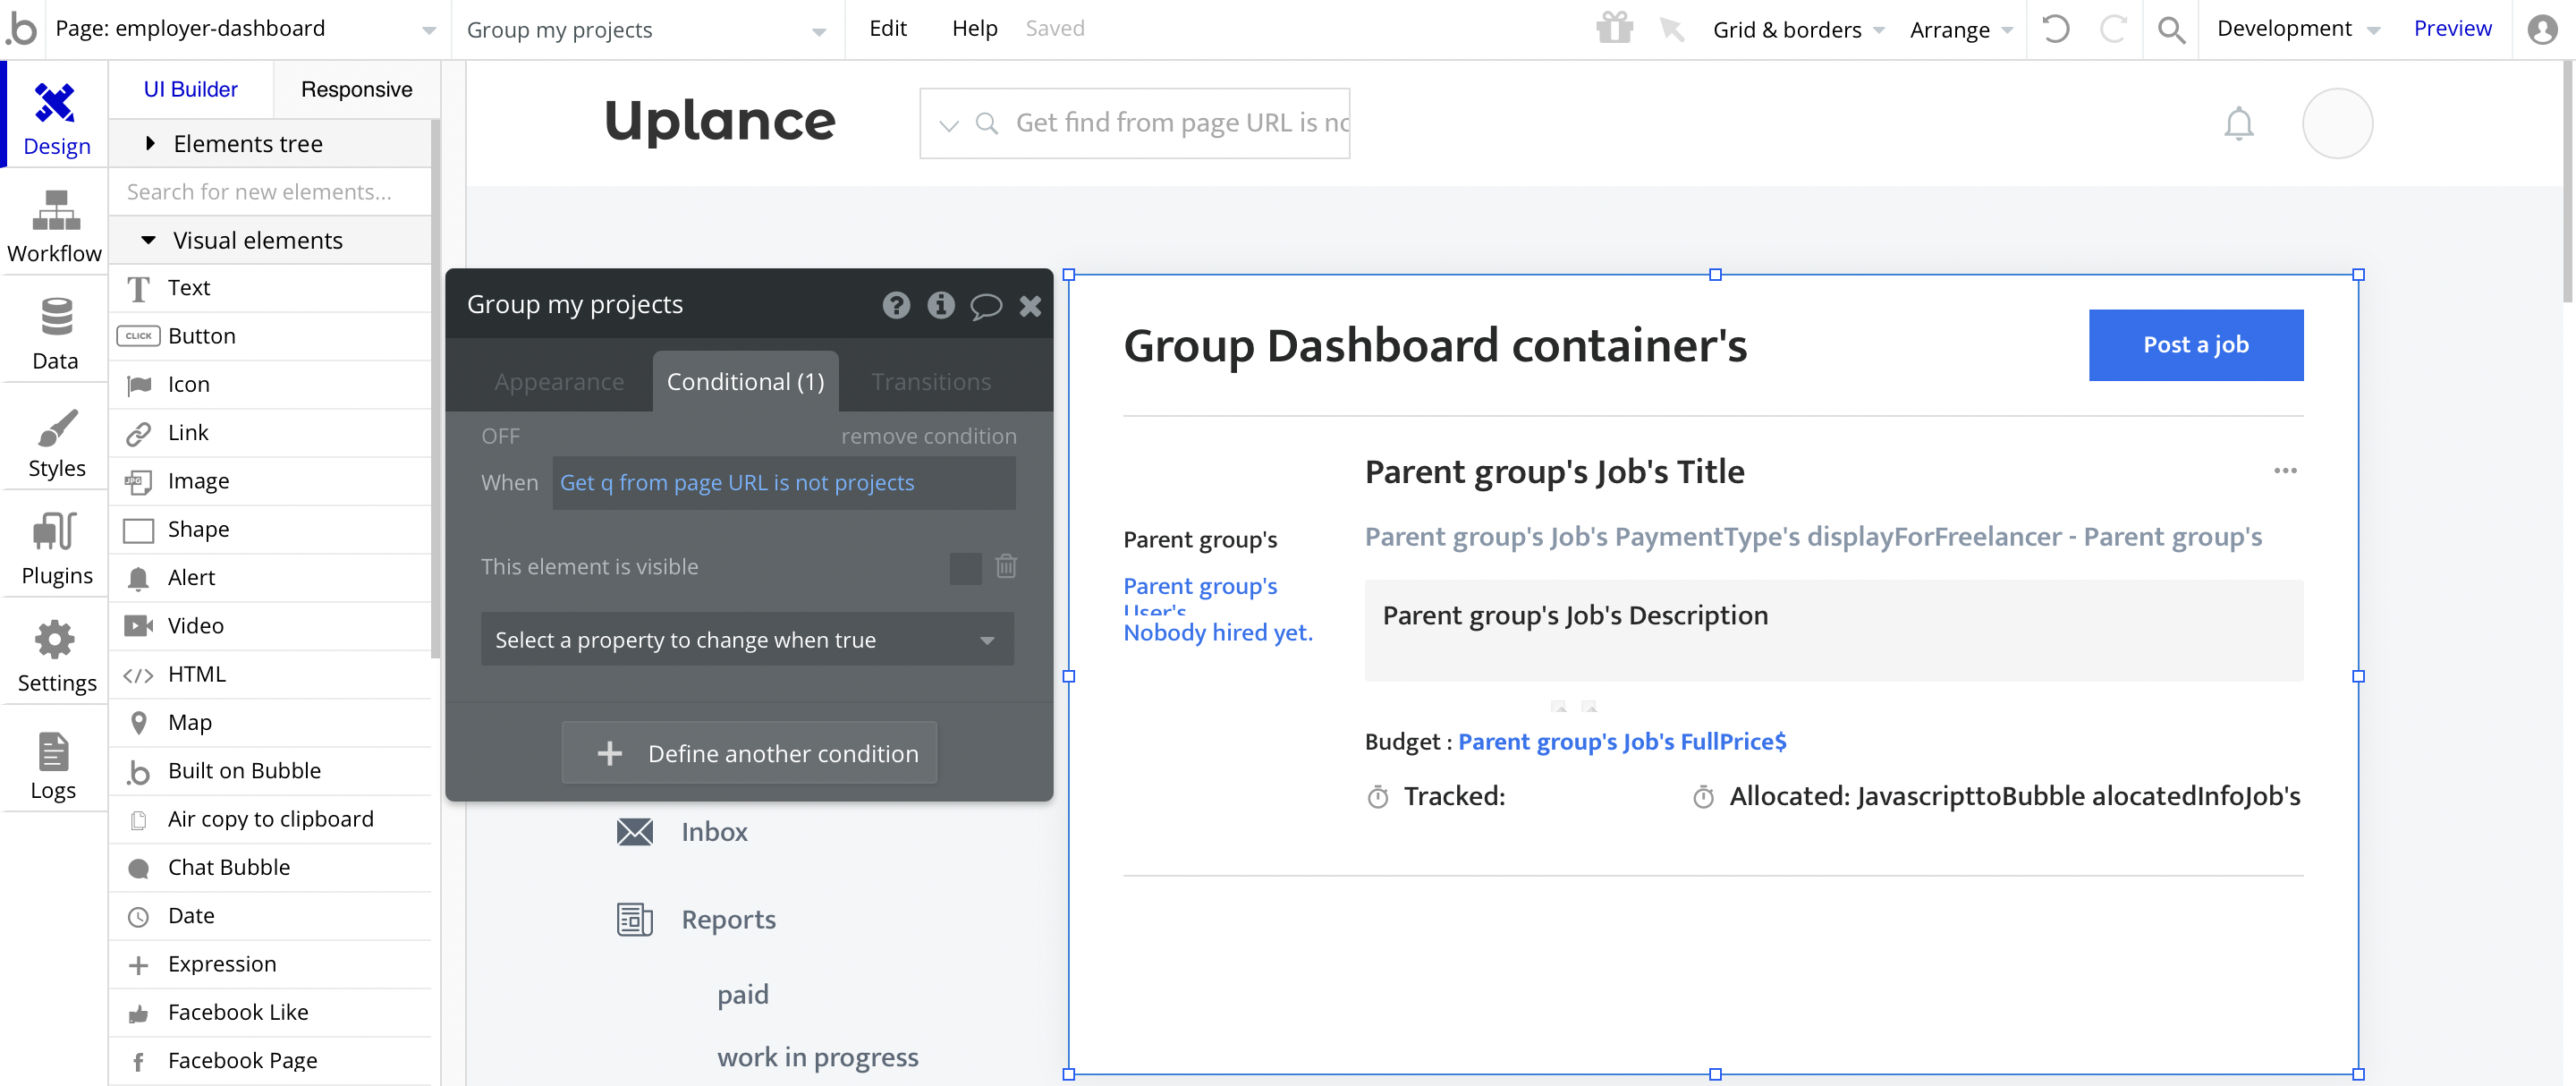 .b
Page: employer-dashboard
Group my projects
Edit
Help
Saved
Grid & borders
Arrange
Development
Preview
Design
Workflow
Data
Styles
Plugins
Settings
Logs
UI Builder
Responsive
Elements tree
Search for new elements...
Visual elements
Text
CLICK Button
Icon
Link
JPG Image
Shape
Alert
Video
</> HTML
Map
.b Built on Bubble
Air copy to clipboard
Chat Bubble
Date
Expression
Facebook Like
f Facebook Page
Uplance
Get find from page URL is nc
Group my projects
Appearance
Conditional (1)
Transitions
OFF
remove condition
When Get q from page URL is not projects
This element is visible
Select a property to change when true
+ Define another condition
Inbox
Reports
paid
work in progress
Group Dashboard container's
Post a job
Parent group's Job's Title
Parent group's
Parent group's
User's
Nobody hired yet.
Parent group's Job's PaymentType's displayForFreelancer - Parent group's
Parent group's Job's Description
Budget : Parent group's Job's FullPrice$
Tracked:
Allocated: JavascripttoBubble alocatedInfoJob's